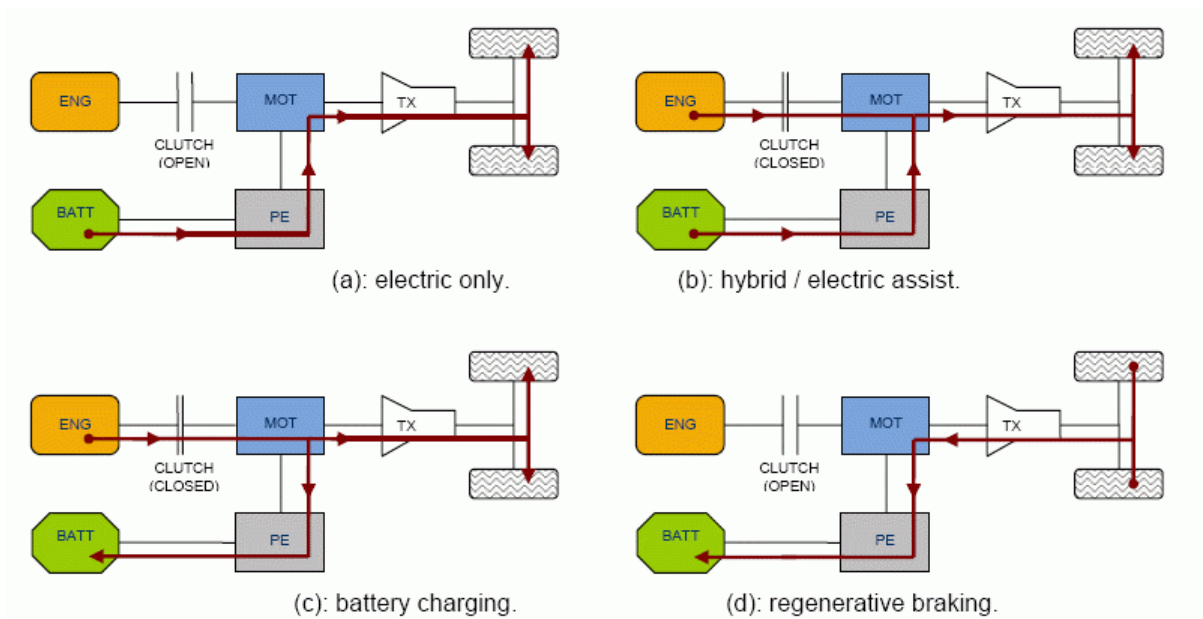 ENG
MOT
TX
CLUTCH
(OPEN)
BATT
PE
(a): electric only.
ENG
MOT
TX
CLUTCH
(CLOSED)
BATT
PE
(b): hybrid / electric assist.
ENG
MOT
TX
CLUTCH
(CLOSED)
BATT
PE
(c): battery charging.
ENG
MOT
TX
CLUTCH
(OPEN)
BATT
PE
(d): regenerative braking.